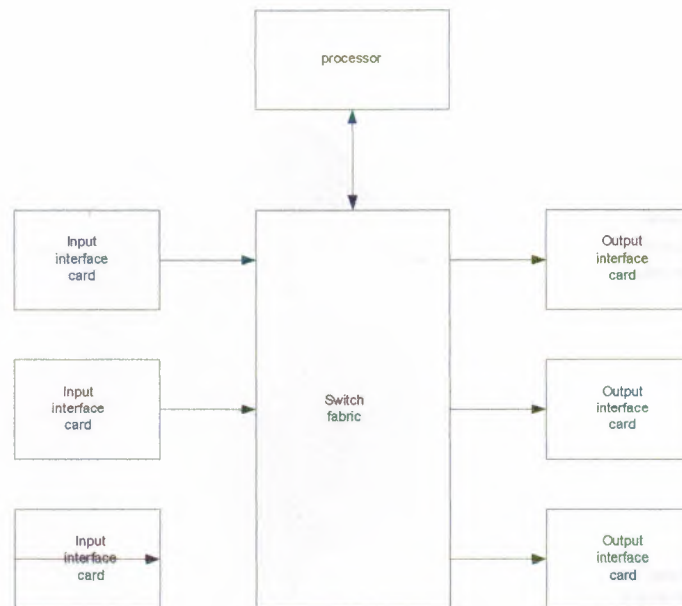 processor
Input
interface
card
Output
interface
card
Input
interface
card
Switch
fabric
Output
interface
card
Input
interface
card
Output
interface
card